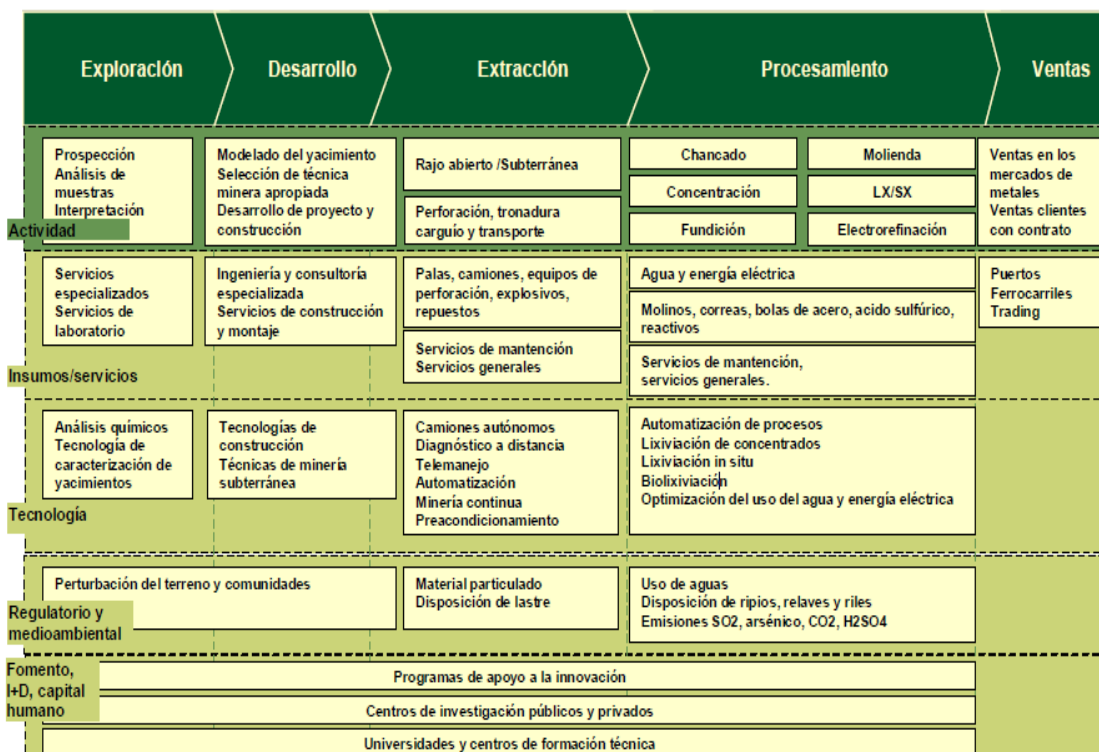 Exploración
Desarrollo
Extracción
Procesamiento
Ventas
Actividad
Prospección
Análisis de
muestras
Interpretación
Modelado del yacimiento
Selección de técnica
minera apropiada
Desarrollo de proyecto y
construcción
Rajo abierto /Subterránea
Perforación, tronadura
carguío y transporte
Chancado
Molienda
Concentración
LX/SX
Fundición
Electrorefinación
Ventas en los
mercados de
metales
Ventas clientes
con contrato
Insumos/servicios
Servicios
especializados
Servicios de
laboratorio
Ingeniería y consultoría
especializada
Servicios de construcción
y montaje
Palas, camiones, equipos de
perforación, explosivos,
repuestos
Servicios de mantención
Servicios generales
Agua y energía eléctrica
Molinos, correas, bolas de acero, acido sulfúrico,
reactivos
Servicios de mantención,
servicios generales.
Puertos
Ferrocarriles
Trading
Tecnología
Análisis químicos
Tecnología de
caracterización de
yacimientos
Tecnologías de
construcción
Técnicas de minería
subterránea
Camiones autónomos
Diagnóstico a distancia
Telemanejo
Automatización
Minería continua
Preacondicionamiento
Automatización de procesos
Lixiviación de concentrados
Lixiviación in situ
Biolixiviación
Optimización del uso del agua y energía eléctrica
Regulatorio y
medioambiental
Perturbación del terreno y comunidades
Material particulado
Disposición de lastre
Uso de aguas
Disposición de ripios, relaves y riles
Emisiones SO2, arsénico, CO2, H2SO4
Fomento,
I+D, capital
humano
Programas de apoyo a la innovación
Centros de investigación públicos y privados
Universidades y centros de formación técnica